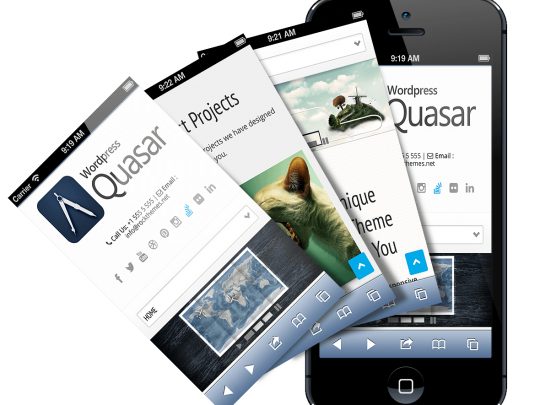 Carrier 9:19 AM
Wordpress
Quasar
Call Us: +1 555 5 555 | Email :
info@rockthemes.net
HOME
9:22 AM
t Projects
rojects we have designed
you.
9:21 AM
nique
Theme
You
9:19 AM
Wordpress
Quasar
5 555 | Email :
themes.net